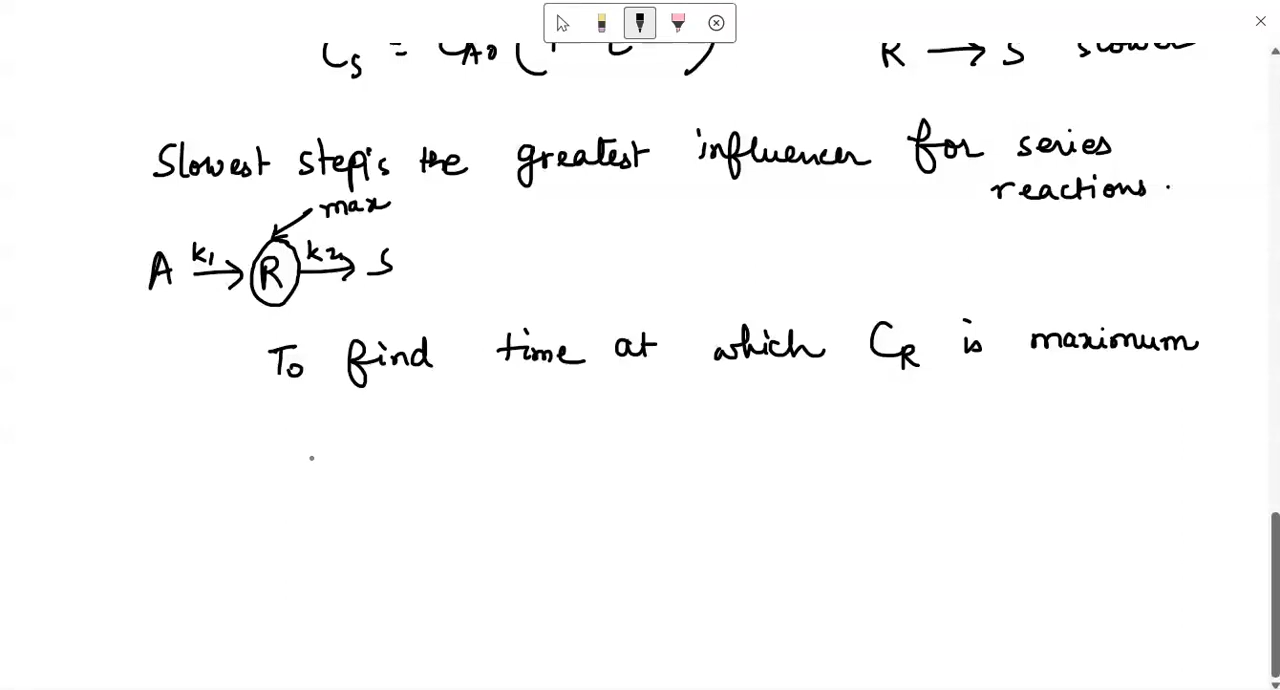 R → S slower
Slowest step's the greatest influencer for series
reactions.
max
A k1→ R k2→ S
To find time at which CR is maximum